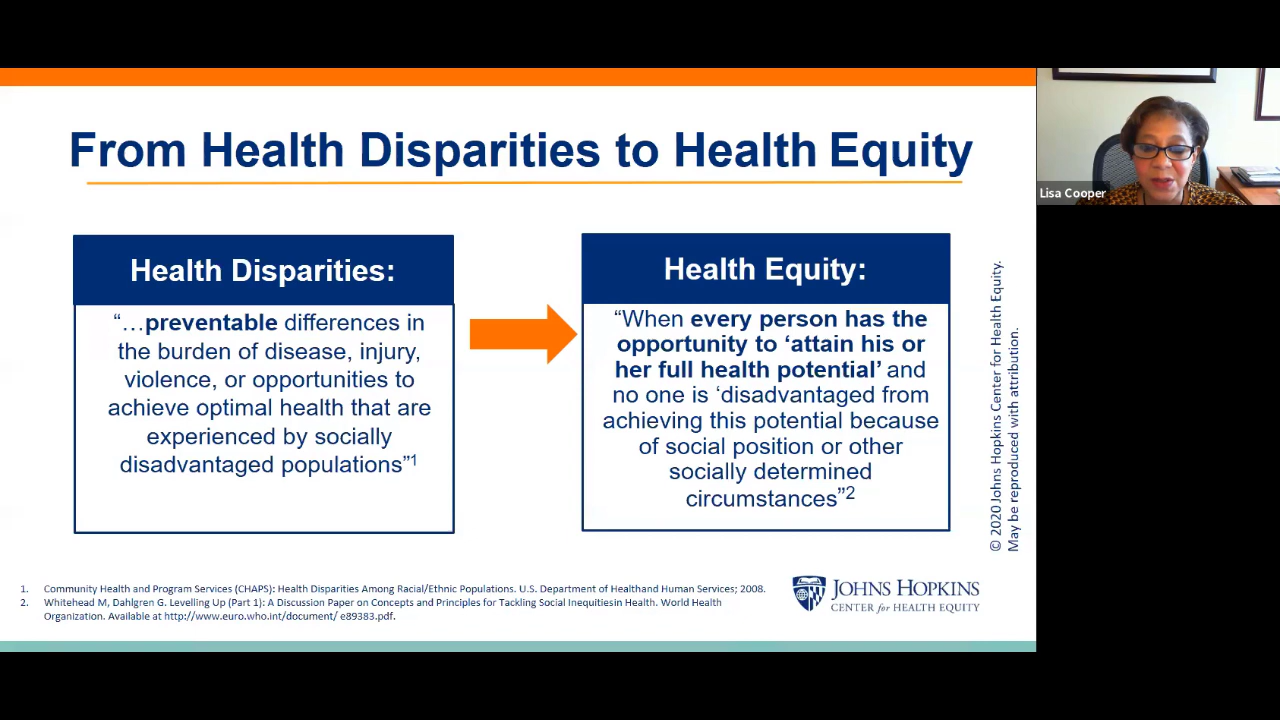 From Health Disparities to Health Equity
Health Disparities:
“…preventable differences in
the burden of disease, injury,
violence, or opportunities to
achieve optimal health that are
experienced by socially
disadvantaged populations”1
Health Equity:
“When every person has the
opportunity to ‘attain his or
her full health potential’ and
no one is ‘disadvantaged from
achieving this potential because
of social position or other
socially determined
circumstances”2
© 2020 Johns Hopkins Center for Health Equity.
May be reproduced with attribution.
1. Community Health and Program Services (CHAPS): Health Disparities Among Racial/Ethnic Populations. U.S. Department of Healthand Human Services; 2008.
2. Whitehead M, Dahlgren G. Levelling Up (Part 1): A Discussion Paper on Concepts and Principles for Tackling Social Inequitiesin Health. World Health
Organization. Available at http://www.euro.who.int/document/ e89383.pdf.
JOHNS HOPKINS
CENTER for HEALTH EQUITY
Lisa Cooper